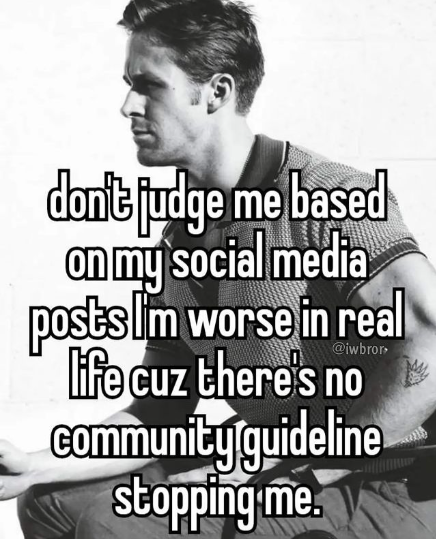 don't judge me based
on my social media
posts I'm worse in real
@iwbror
life cuz there's no
community guideline
stopping me.